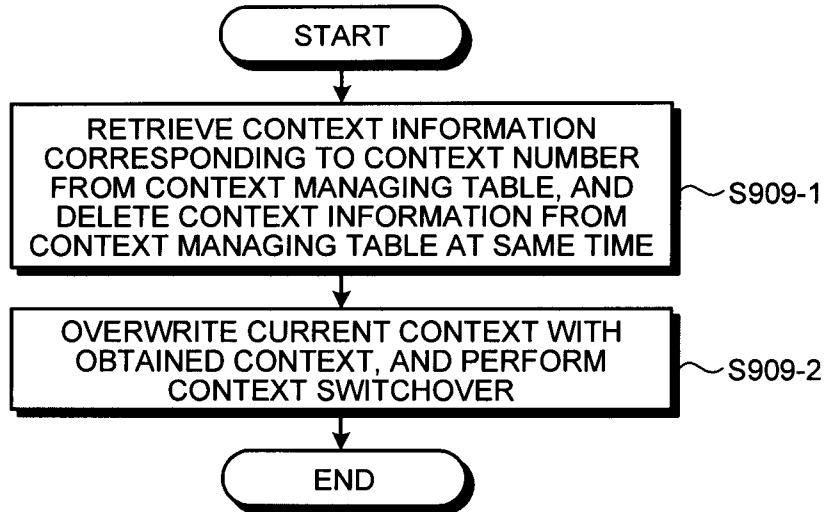 START
RETRIEVE CONTEXT INFORMATION
CORRESPONDING TO CONTEXT NUMBER
FROM CONTEXT MANAGING TABLE, AND
DELETE CONTEXT INFORMATION FROM
CONTEXT MANAGING TABLE AT SAME TIME
S909-1
OVERWRITE CURRENT CONTEXT WITH
OBTAINED CONTEXT, AND PERFORM
CONTEXT SWITCHOVER
S909-2
END